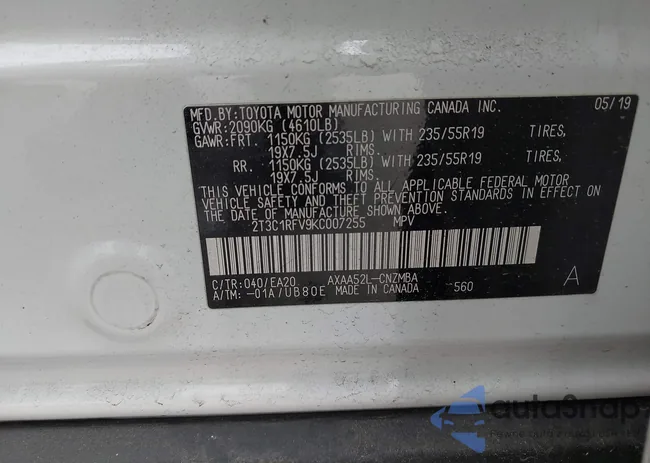 MFD.BY:TOYOTA MOTOR MANUFACTURING CANADA INC. 05/19
GVWR:2090KG (4610LB)
GAWR:FRT. 1150KG (2535LB) WITH 235/55R19 TIRES,
19X7.5J RIMS.
RR. 1150KG (2535LB) WITH 235/55R19 TIRES,
19X7.5J RIMS.
THIS VEHICLE CONFORMS TO ALL APPLICABLE FEDERAL MOTOR
VEHICLE SAFETY AND THEFT PREVENTION STANDARDS IN EFFECT ON
THE DATE OF MANUFACTURE SHOWN ABOVE.
2T3C1RFV9KC007255 MPV
C/TR:040/EA20 AXAA52L-CNZMBA A
A/TM: -01A/UB80E MADE IN CANADA 560
autoSnap